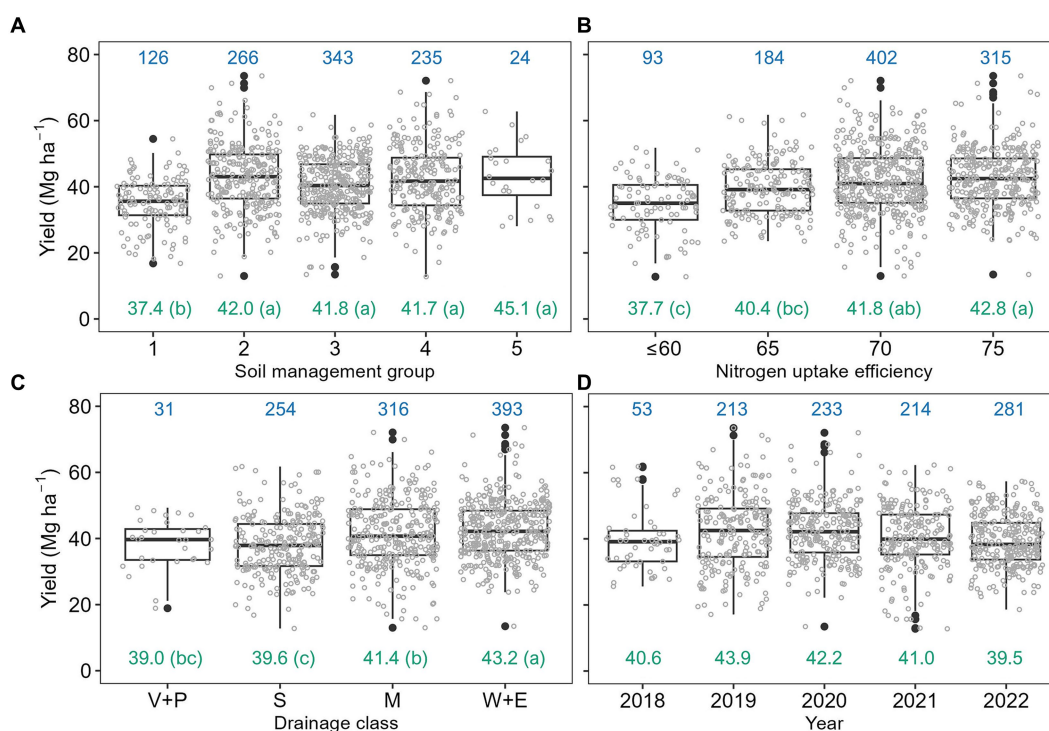 A
B
126 266 343 235 24
93 184 402 315
80
60
40
20
0
Yield (Mg ha⁻¹)
37.4 (b) 42.0 (a) 41.8 (a) 41.7 (a) 45.1 (a)
37.7 (c) 40.4 (bc) 41.8 (ab) 42.8 (a)
1 2 3 4 5
≤60 65 70 75
Soil management group
Nitrogen uptake efficiency
C
D
31 254 316 393
53 213 233 214 281
80
60
40
20
0
Yield (Mg ha⁻¹)
39.0 (bc) 39.6 (c) 41.4 (b) 43.2 (a)
40.6 43.9 42.2 41.0 39.5
V+P S M W+E
2018 2019 2020 2021 2022
Drainage class
Year